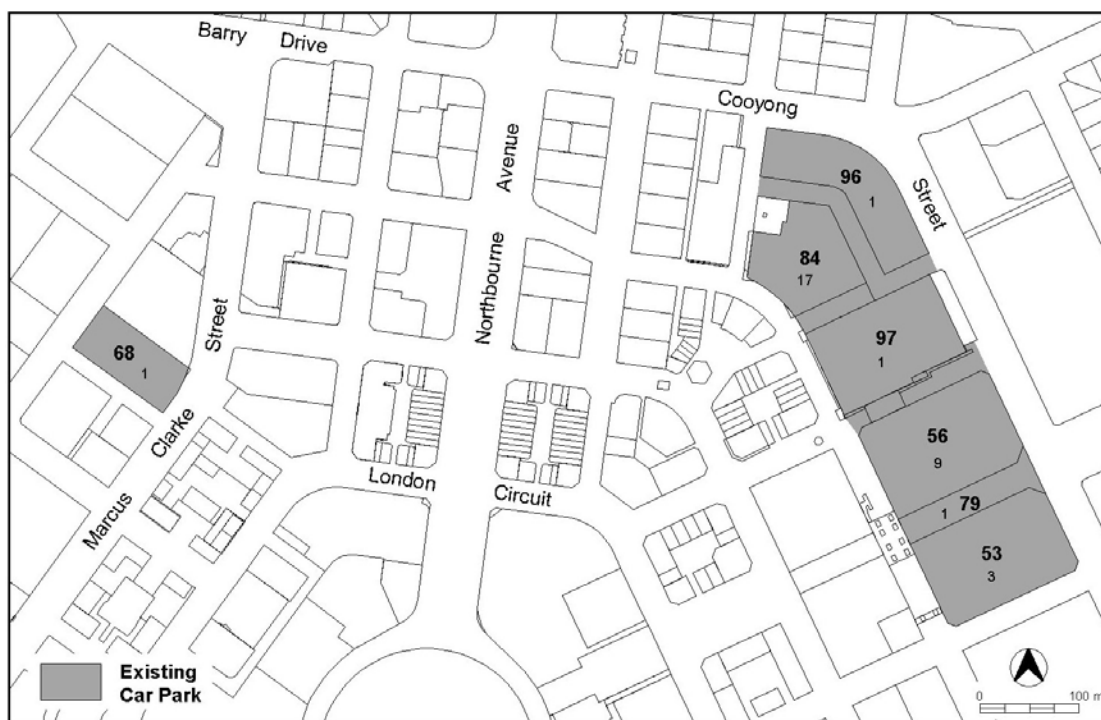 Barry Drive
Cooyong
Street
Avenue
Northbourne
96
1
84
17
97
1
68
1
Street
Clarke
Marcus
London
Circuit
56
9
79
1
53
3
Existing
Car Park
0 100 m